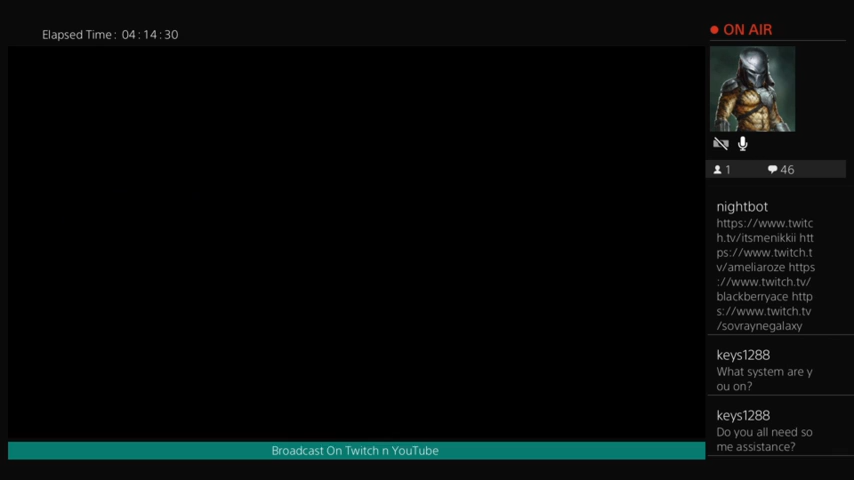 Elapsed Time: 04:14:30
ON AIR
1 46
nightbot
https://www.twitc
h.tv/itsmenikkii htt
ps://www.twitch.t
v/ameliaroze https
://www.twitch.tv/
blackberryace http
s://www.twitch.tv
/sovraynegalaxy
keys1288
What system are y
ou on?
keys1288
Do you all need so
me assistance?
Broadcast On Twitch n YouTube